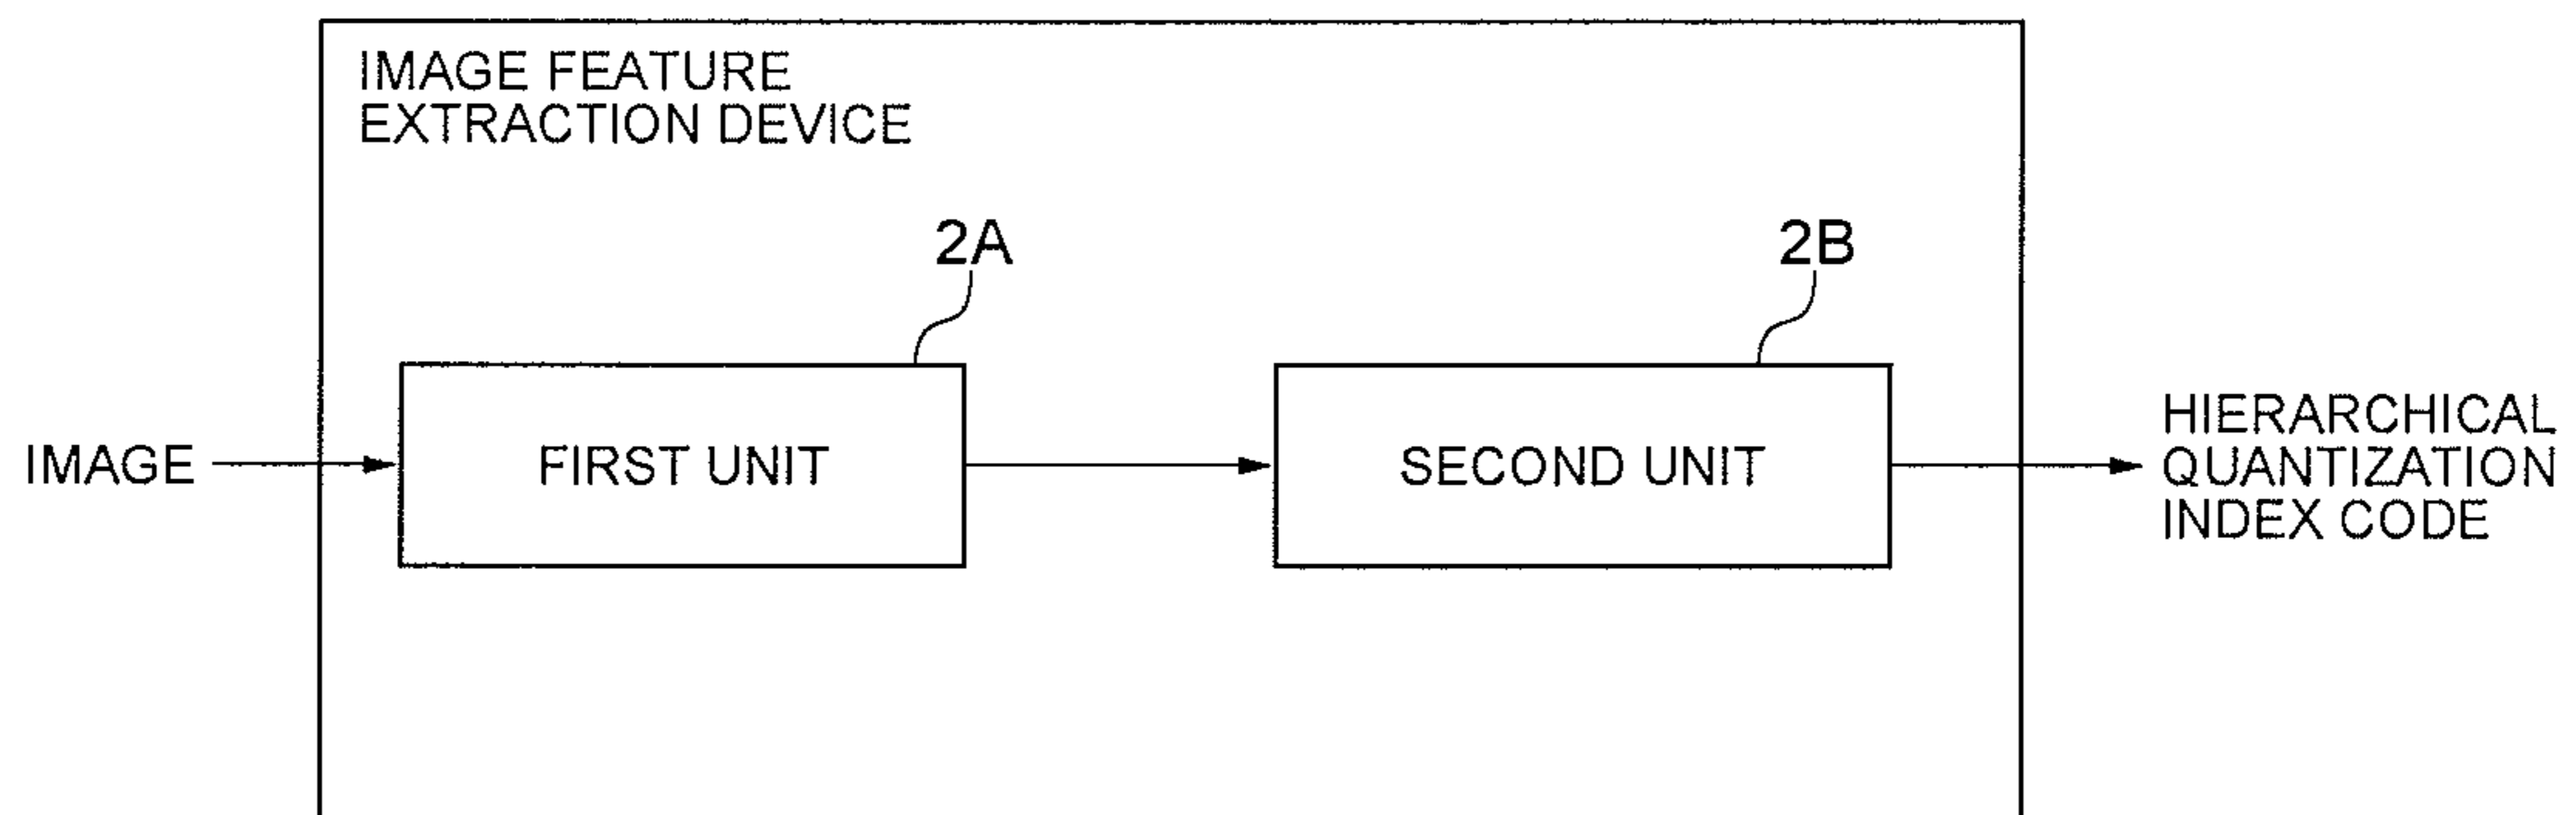 IMAGE FEATURE
EXTRACTION DEVICE
2A
2B
IMAGE
FIRST UNIT
SECOND UNIT
HIERARCHICAL
QUANTIZATION
INDEX CODE